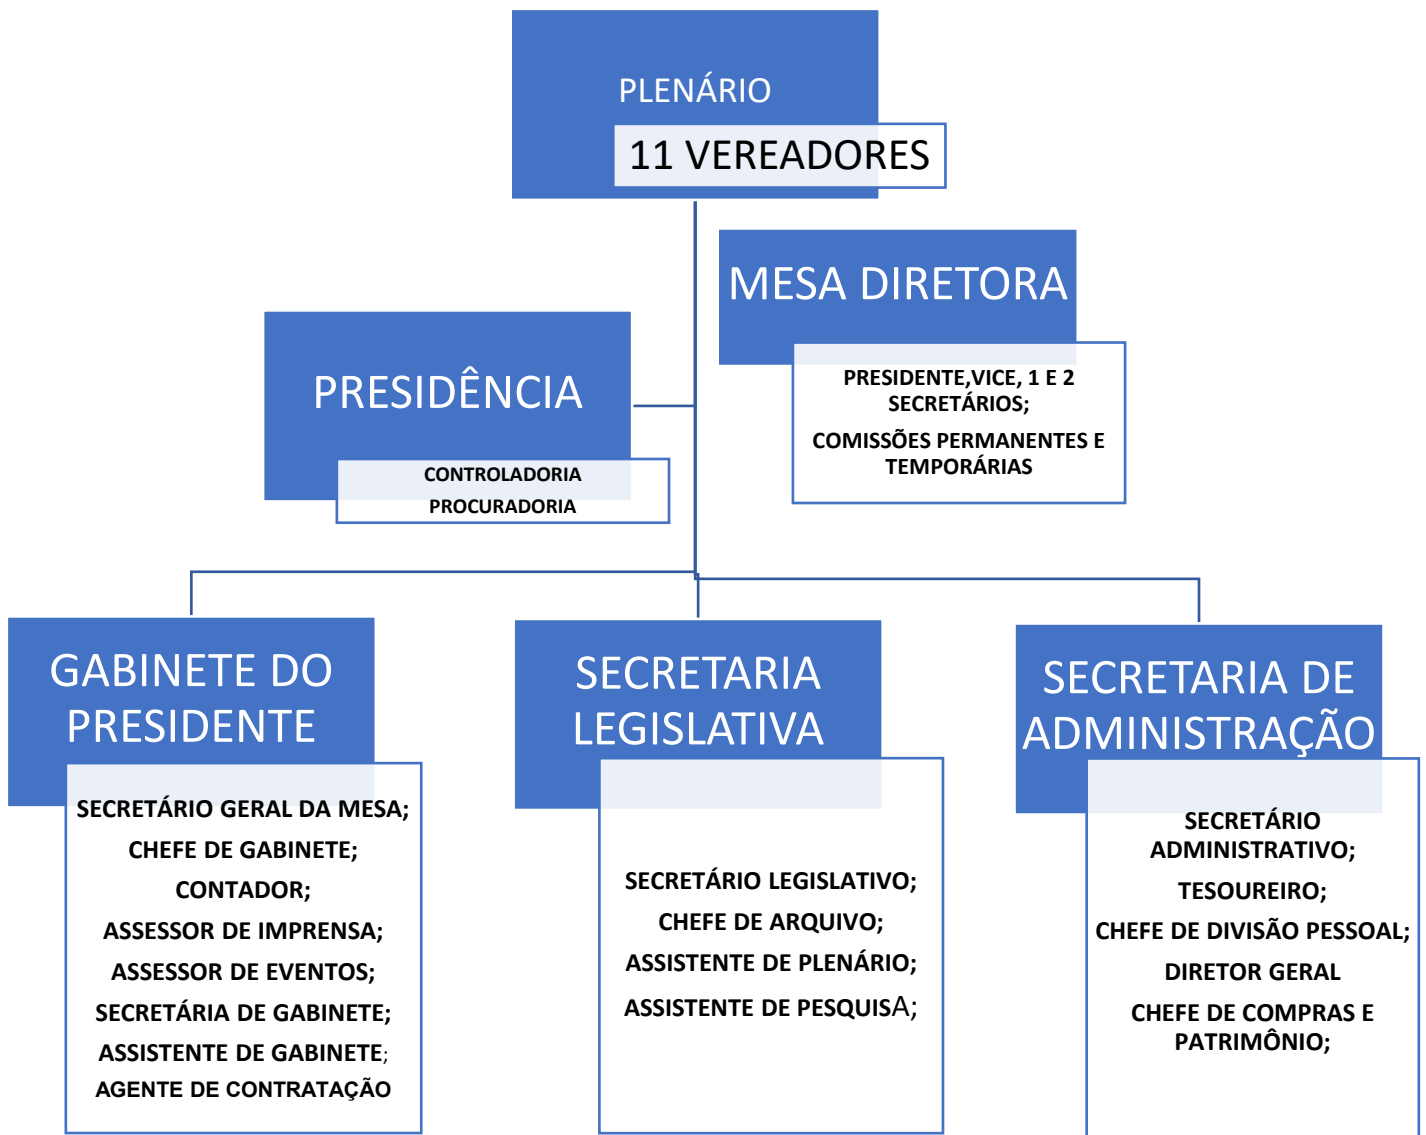 PLENÁRIO
11 VEREADORES
MESA DIRETORA
PRESIDENTE,VICE, 1 E 2
SECRETÁRIOS;
COMISSÕES PERMANENTES E
TEMPORÁRIAS
PRESIDÊNCIA
CONTROLADORIA
PROCURADORIA
GABINETE DO
PRESIDENTE
SECRETÁRIO GERAL DA MESA;
CHEFE DE GABINETE;
CONTADOR;
ASSESSOR DE IMPRENSA;
ASSESSOR DE EVENTOS;
SECRETÁRIA DE GABINETE;
ASSISTENTE DE GABINETE;
AGENTE DE CONTRATAÇÃO
SECRETARIA
LEGISLATIVA
SECRETÁRIO LEGISLATIVO;
CHEFE DE ARQUIVO;
ASSISTENTE DE PLENÁRIO;
ASSISTENTE DE PESQUISA;
SECRETARIA DE
ADMINISTRAÇÃO
SECRETÁRIO
ADMINISTRATIVO;
TESOUREIRO;
CHEFE DE DIVISÃO PESSOAL;
DIRETOR GERAL
CHEFE DE COMPRAS E
PATRIMÔNIO;